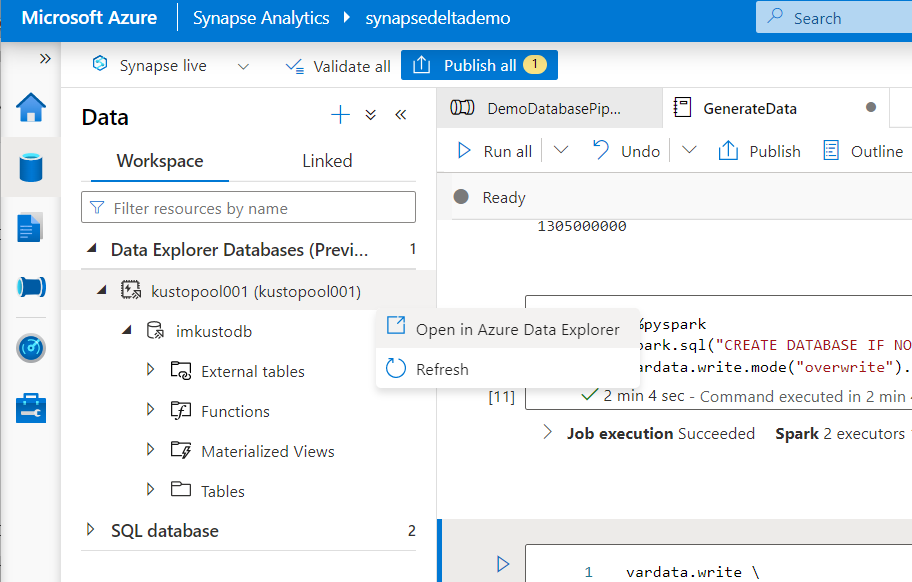 Microsoft Azure
Synapse Analytics
synapsedeltademo
Search
Synapse live
Validate all
Publish all 1
Data
Workspace
Linked
Filter resources by name
Data Explorer Databases (Previ... 1
kustopool001 (kustopool001)
imkustodb
External tables
Functions
Materialized Views
Tables
SQL database 2
Open in Azure Data Explorer
Refresh
DemoDatabasePip...
GenerateData
Run all
Undo
Publish
Outline
Ready
1305000000
%pyspark
park.sql("CREATE DATABASE IF NO
ardata.write.mode("overwrite").
[11]
2 min 4 sec - Command executed in 2 min
Job execution Succeeded Spark 2 executors
1 vardata.write \